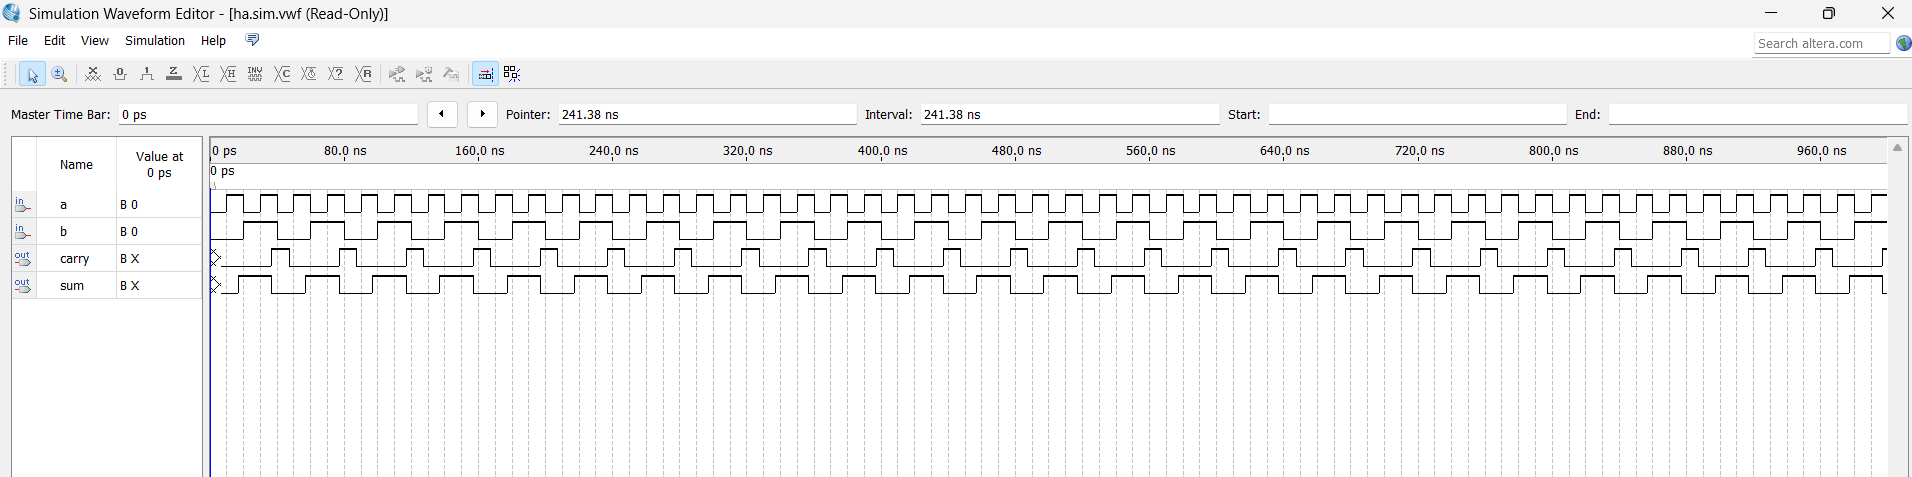 Simulation Waveform Editor - [ha.sim.vwf (Read-Only)]
File Edit View Simulation Help
Search altera.com
Master Time Bar: 0 ps Pointer: 241.38 ns Interval: 241.38 ns Start: End:
Name Value at 0 ps
0 ps 80.0 ns 160.0 ns 240.0 ns 320.0 ns 400.0 ns 480.0 ns 560.0 ns 640.0 ns 720.0 ns 800.0 ns 880.0 ns 960.0 ns
0 ps
in a B 0
in b B 0
out carry B X
out sum B X